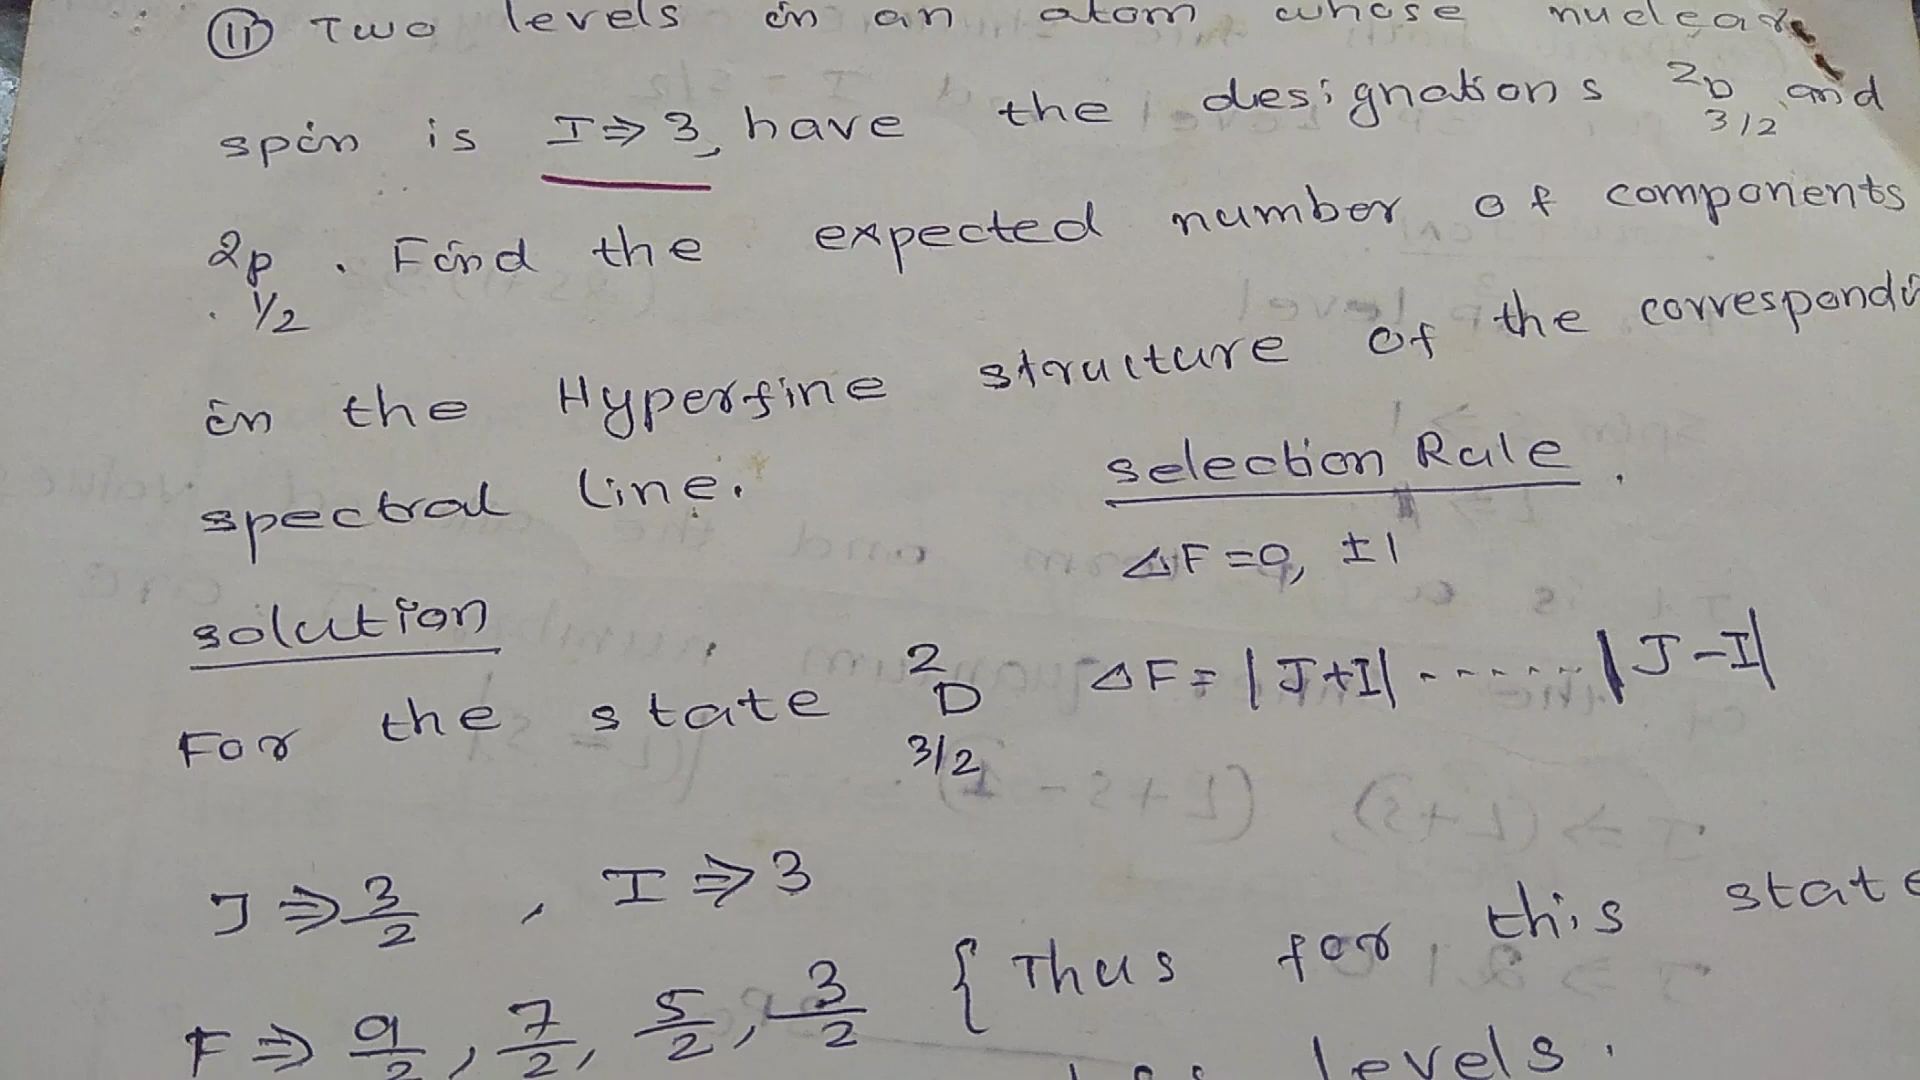 (11) Two levels in an atom whose nuclear
spin is I⇒3, have the designations 2D3/2 and
2P1/2. Find the expected number of components
in the Hyperfine structure of the
spectral line.
Selection Rule.
ΔF=0, ±1
Solution
For the state 2D3/2 ΔF=|J+I|.......|J-I|
J⇒3/2, I⇒3
F⇒9/2, 7/2, 5/2, 3/2 {Thus for this
levels.